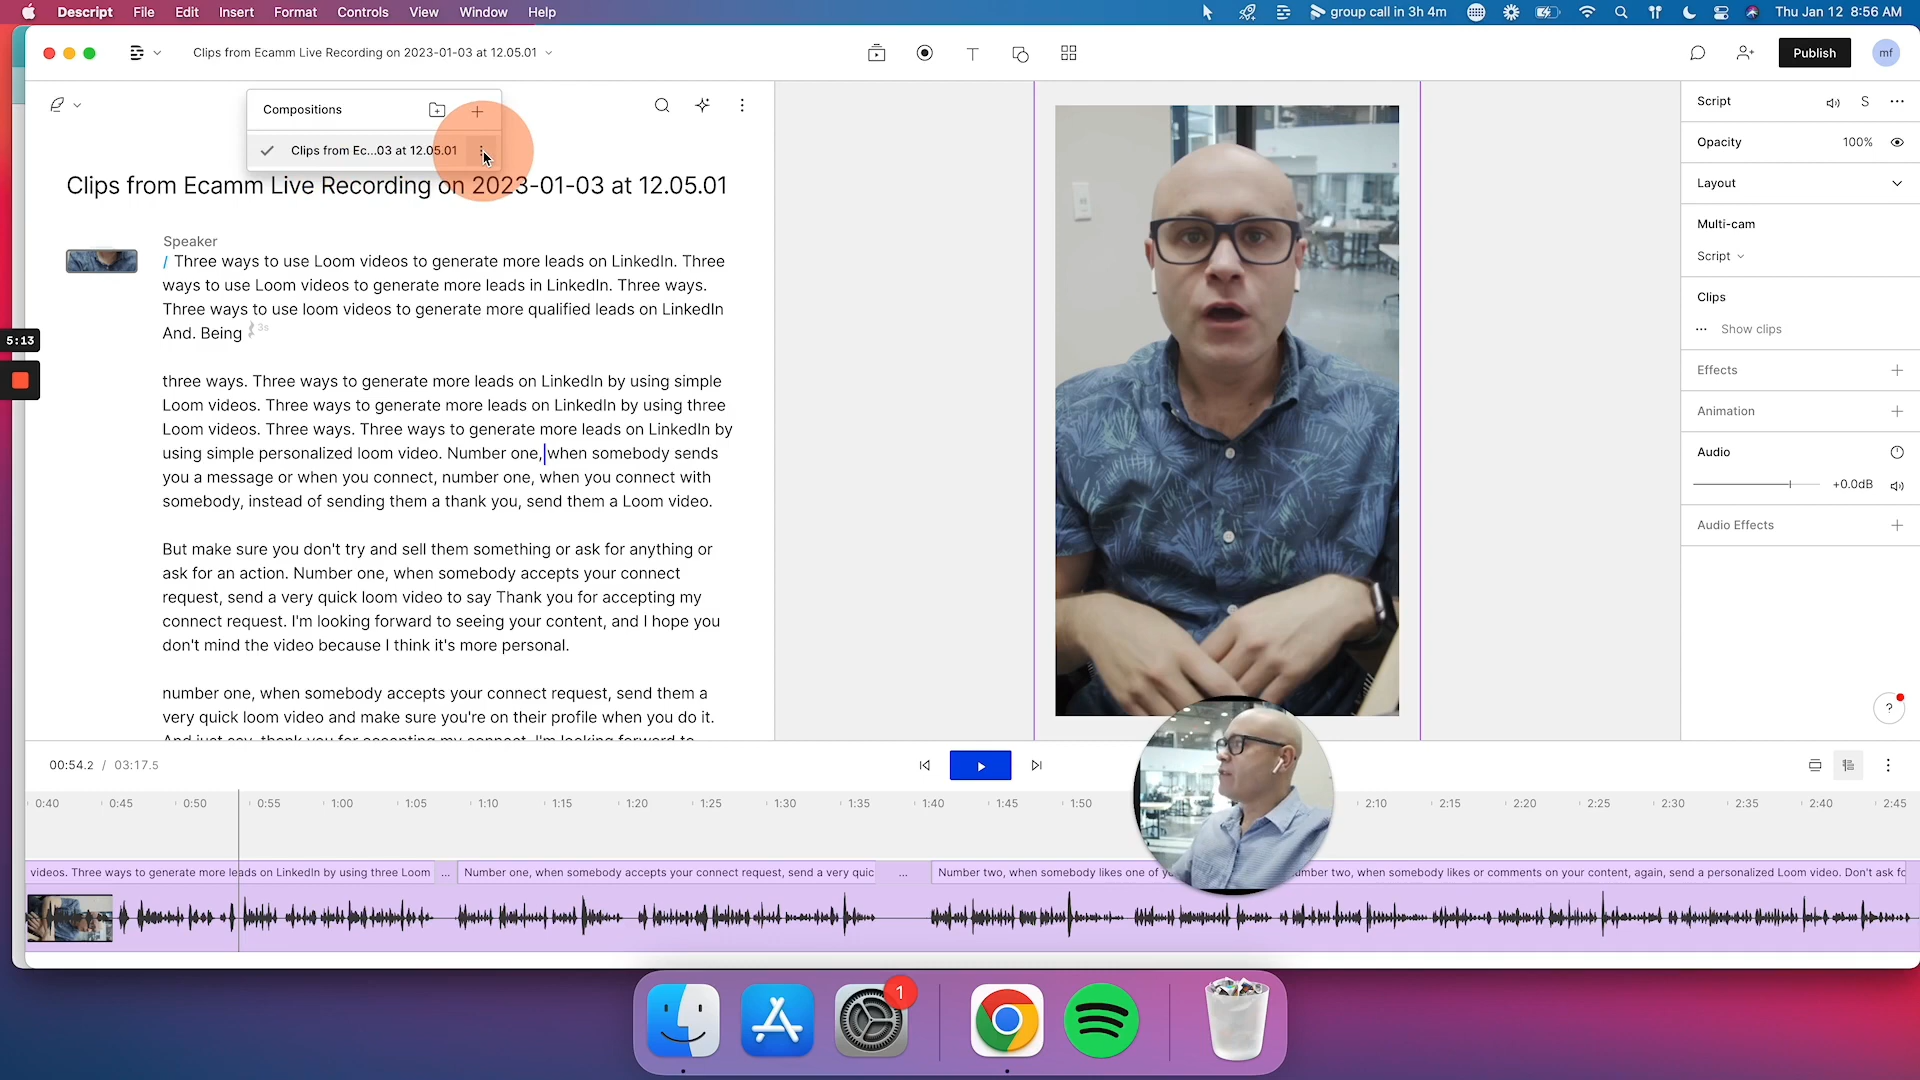 Descript File Edit Insert Format Controls View Window Help group call in 3h 4m Thu Jan 12 8:56 AM
Clips from Ecamm Live Recording on 2023-01-03 at 12.05.01
Publish
mf
Compositions
Clips from Ec...03 at 12.05.01
Clips from Ecamm Live Recording on 2023-01-03 at 12.05.01
Speaker
/ Three ways to use Loom videos to generate more leads on LinkedIn. Three
ways to use Loom videos to generate more leads in LinkedIn. Three ways.
Three ways to use loom videos to generate more qualified leads on LinkedIn
And. Being 3s
three ways. Three ways to generate more leads on LinkedIn by using simple
Loom videos. Three ways to generate more leads on LinkedIn by using three
Loom videos. Three ways. Three ways to generate more leads on LinkedIn by
using simple personalized loom video. Number one, when somebody sends
you a message or when you connect, number one, when you connect with
somebody, instead of sending them a thank you, send them a Loom video.
But make sure you don't try and sell them something or ask for anything or
ask for an action. Number one, when somebody accepts your connect
request, send a very quick loom video to say Thank you for accepting my
connect request. I'm looking forward to seeing your content, and I hope you
don't mind the video because I think it's more personal.
number one, when somebody accepts your connect request, send them a
very quick loom video and make sure you're on their profile when you do it.
And just say, thank you for accepting my connect. I'm looking forward to
5:13
Script S
Opacity 100%
Layout
Multi-cam
Script
Clips
Show clips
Effects
Animation
Audio
+0.0dB
Audio Effects
?
00:54.2 / 03:17.5
0:40 0:45 0:50 0:55 1:00 1:05 1:10 1:15 1:20 1:25 1:30 1:35 1:40 1:45 1:50 2:10 2:15 2:20 2:25 2:30 2:35 2:40 2:45
videos. Three ways to generate more leads on LinkedIn by using three Loom ... Number one, when somebody accepts your connect request, send a very quic ... Number two, when somebody likes one of mber two, when somebody likes or comments on your content, again, send a personalized Loom video. Don't ask fo
1